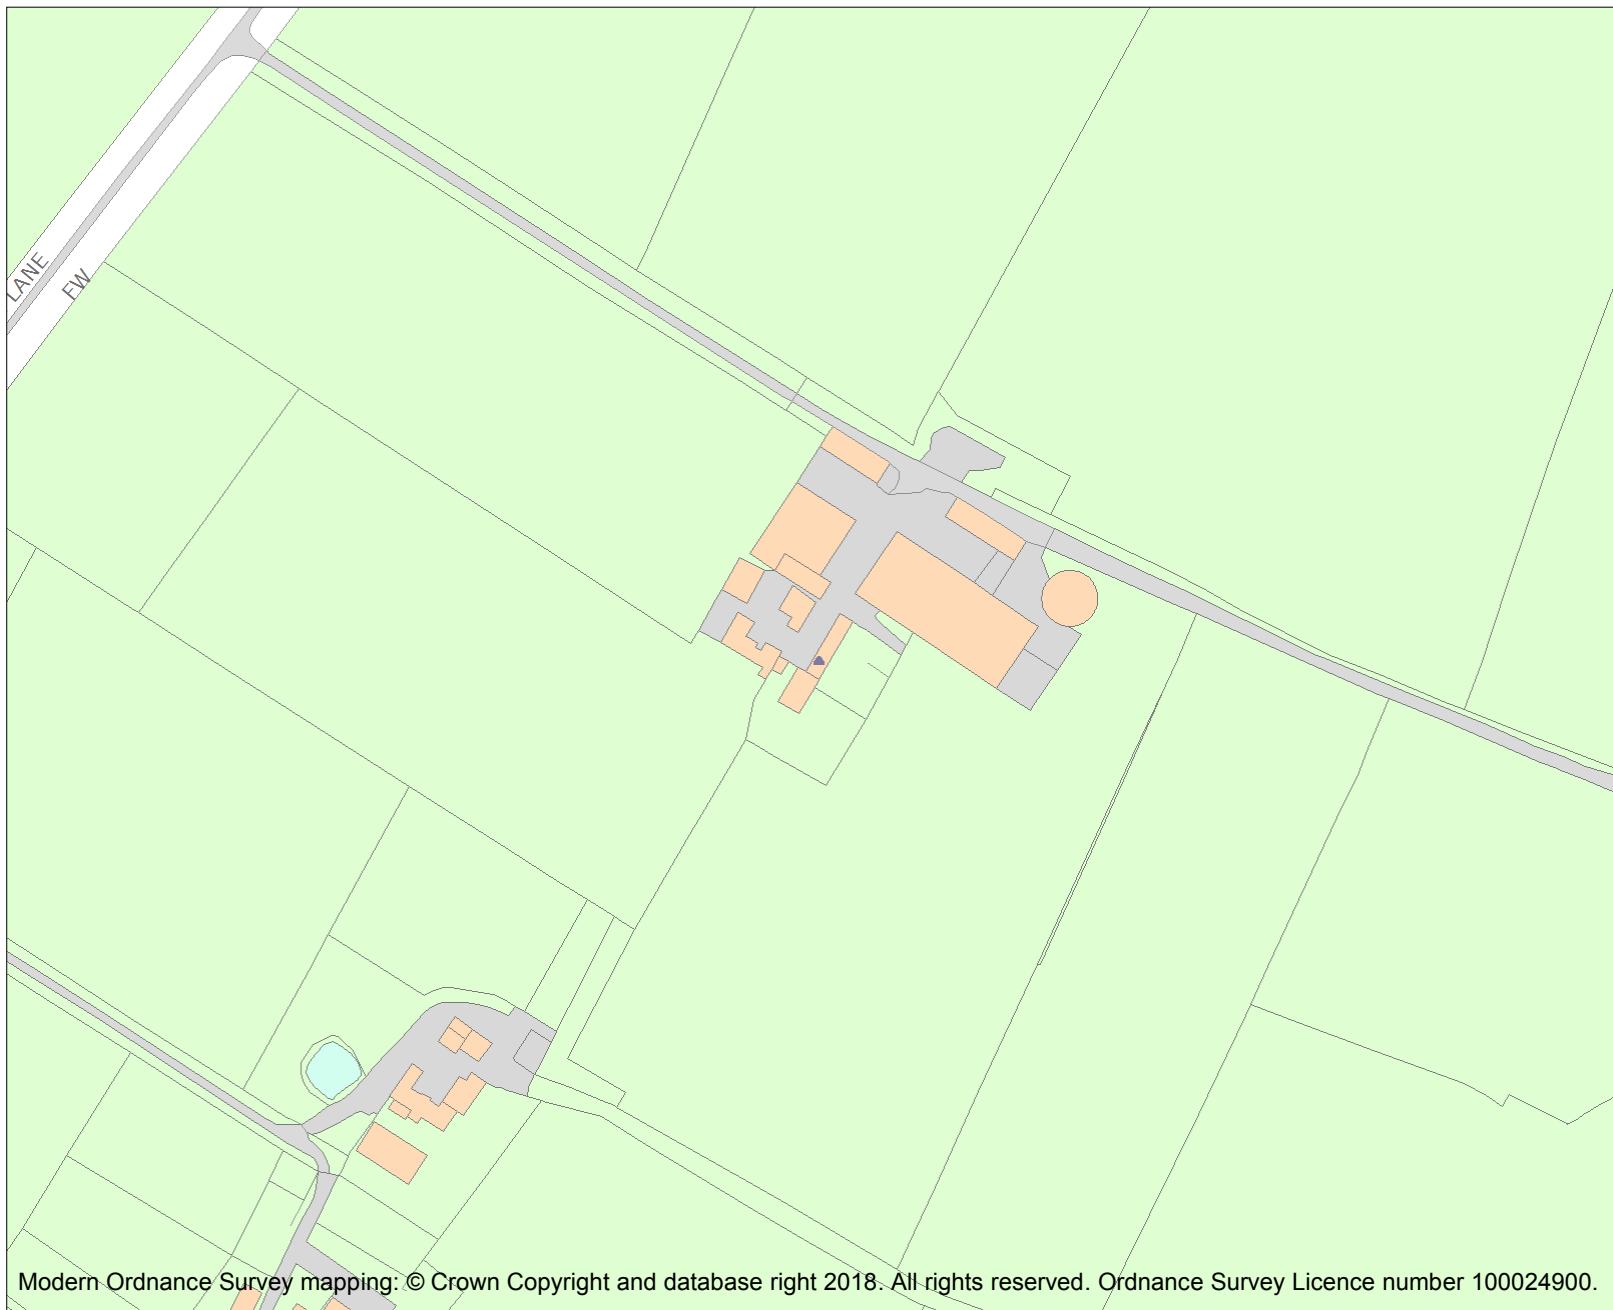 LANE
FW
Modern Ordnance Survey mapping: © Crown Copyright and database right 2018. All rights reserved. Ordnance Survey Licence number 100024900.